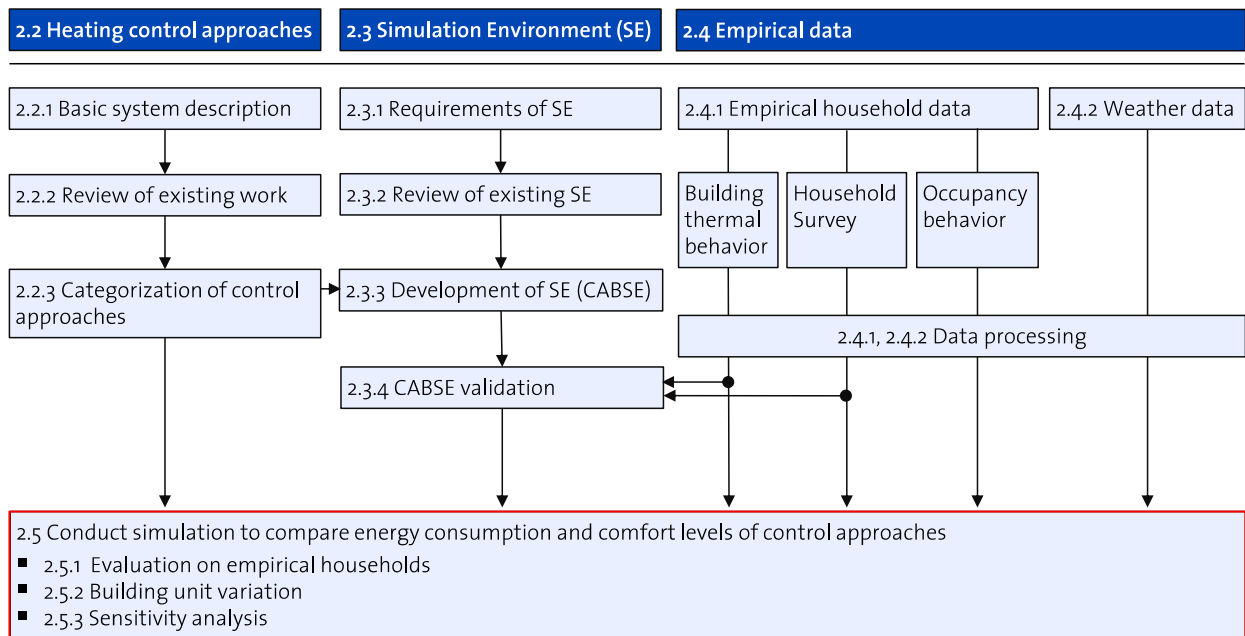 2.2 Heating control approaches
2.3 Simulation Environment (SE)
2.4 Empirical data
2.2.1 Basic system description
2.3.1 Requirements of SE
2.4.1 Empirical household data
2.4.2 Weather data
2.2.2 Review of existing work
2.3.2 Review of existing SE
Building
thermal
behavior
Household
Survey
Occupancy
behavior
2.2.3 Categorization of control
approaches
2.3.3 Development of SE (CABSE)
2.4.1, 2.4.2 Data processing
2.3.4 CABSE validation
2.5 Conduct simulation to compare energy consumption and comfort levels of control approaches
▪ 2.5.1 Evaluation on empirical households
▪ 2.5.2 Building unit variation
▪ 2.5.3 Sensitivity analysis